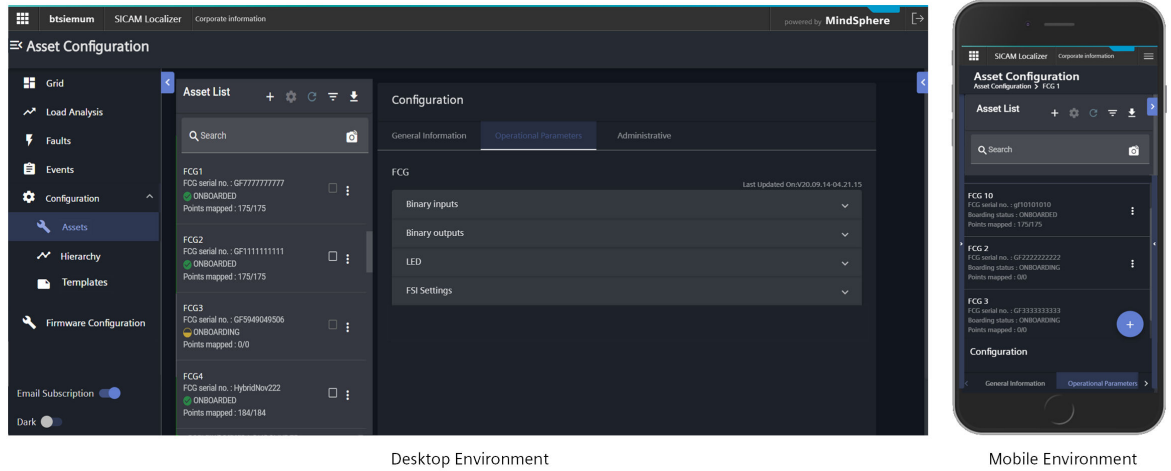 btsiemum SICAM Localizer Corporate information powered by MindSphere
Asset Configuration
Grid
Load Analysis
Faults
Events
Configuration
Assets
Hierarchy
Templates
Firmware Configuration
Email Subscription
Dark
Asset List
Search
FCG1
FCG serial no. : GF7777777777
ONBOARDED
Points mapped : 175/175
FCG2
FCG serial no. : GF1111111111
ONBOARDED
Points mapped : 175/175
FCG3
FCG serial no. : GF5949049506
ONBOARDING
Points mapped : 0/0
FCG4
FCG serial no. : HybridNov222
ONBOARDED
Points mapped : 184/184
Configuration
General Information Operational Parameters Administrative
FCG
Last Updated On:V20.09.14-04.21.15
Binary inputs
Binary outputs
LED
FSI Settings
Desktop Environment
SICAM Localizer Corporate information
Asset Configuration
Asset Configuration > FCG 1
Asset List
Search
FCG 10
FCG serial no. : gf10101010
Boarding status : ONBOARDED
Points mapped : 175/175
FCG 2
FCG serial no. : GF2222222222
Boarding status : ONBOARDING
Points mapped : 0/0
FCG 3
FCG serial no. : GF3333333333
Boarding status : ONBOARDING
Points mapped : 0/0
Configuration
General Information Operational Parameters
Mobile Environment